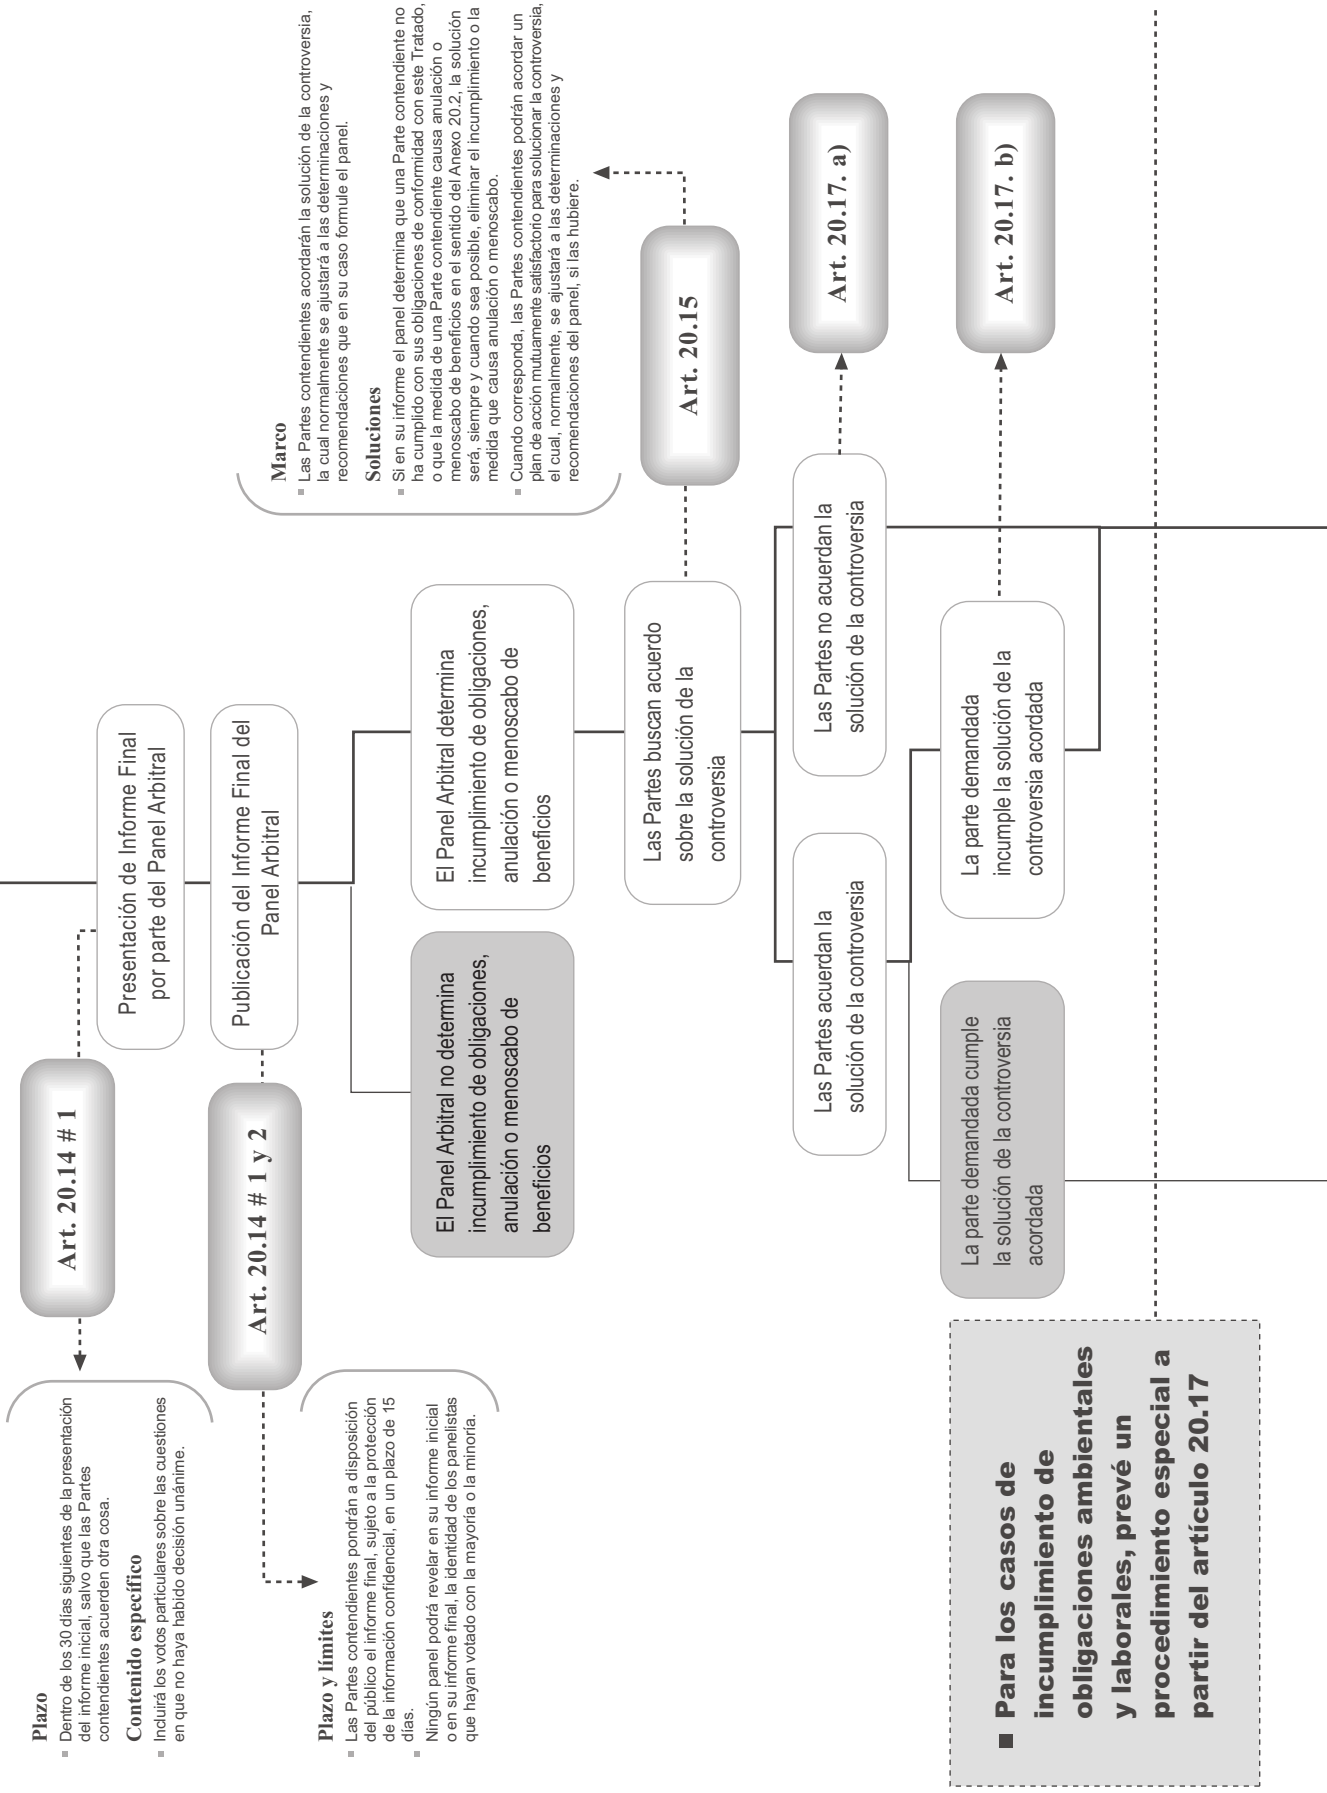 Plazo
Dentro de los 30 días siguientes de la presentación
del informe inicial, salvo que las Partes
contendientes acuerden otra cosa.
Contenido específico
Incluirá los votos particulares sobre las cuestiones
en que no haya habido decisión unánime.
Art. 20.14 # 1
Presentación de Informe Final
por parte del Panel Arbitral
Plazo y límites
Las Partes contendientes pondrán a disposición
del público el informe final, sujeto a la protección
de la información confidencial, en un plazo de 15
días.
Ningún panel podrá revelar en su informe inicial
o en su informe final, la identidad de los panelistas
que hayan votado con la mayoría o la minoría.
Art. 20.14 # 1 y 2
Publicación del Informe Final del
Panel Arbitral
El Panel Arbitral no determina
incumplimiento de obligaciones,
anulación o menoscabo de
beneficios
El Panel Arbitral determina
incumplimiento de obligaciones,
anulación o menoscabo de
beneficios
Marco
Las Partes contendientes acordarán la solución de la controversia,
la cual normalmente se ajustará a las determinaciones y
recomendaciones que en su caso formule el panel.
Soluciones
Si en su informe el panel determina que una Parte contendiente no
ha cumplido con sus obligaciones de conformidad con este Tratado,
o que la medida de una Parte contendiente causa anulación o
menoscabo de beneficios en el sentido del Anexo 20.2, la solución
será, siempre y cuando sea posible, eliminar el incumplimiento o la
medida que causa anulación o menoscabo.
Cuando corresponda, las Partes contendientes podrán acordar un
plan de acción mutuamente satisfactorio para solucionar la controversia,
el cual, normalmente, se ajustará a las determinaciones y
recomendaciones del panel, si las hubiere.
Las Partes buscan acuerdo
sobre la solución de la
controversia
Art. 20.15
Las Partes acuerdan la
solución de la controversia
Las Partes no acuerdan la
solución de la controversia
Art. 20.17. a)
La parte demandada cumple
la solución de la controversia
acordada
La parte demandada
incumple la solución de la
controversia acordada
Art. 20.17. b)
■ Para los casos de
incumplimiento de
obligaciones ambientales
y laborales, prevé un
procedimiento especial a
partir del artículo 20.17